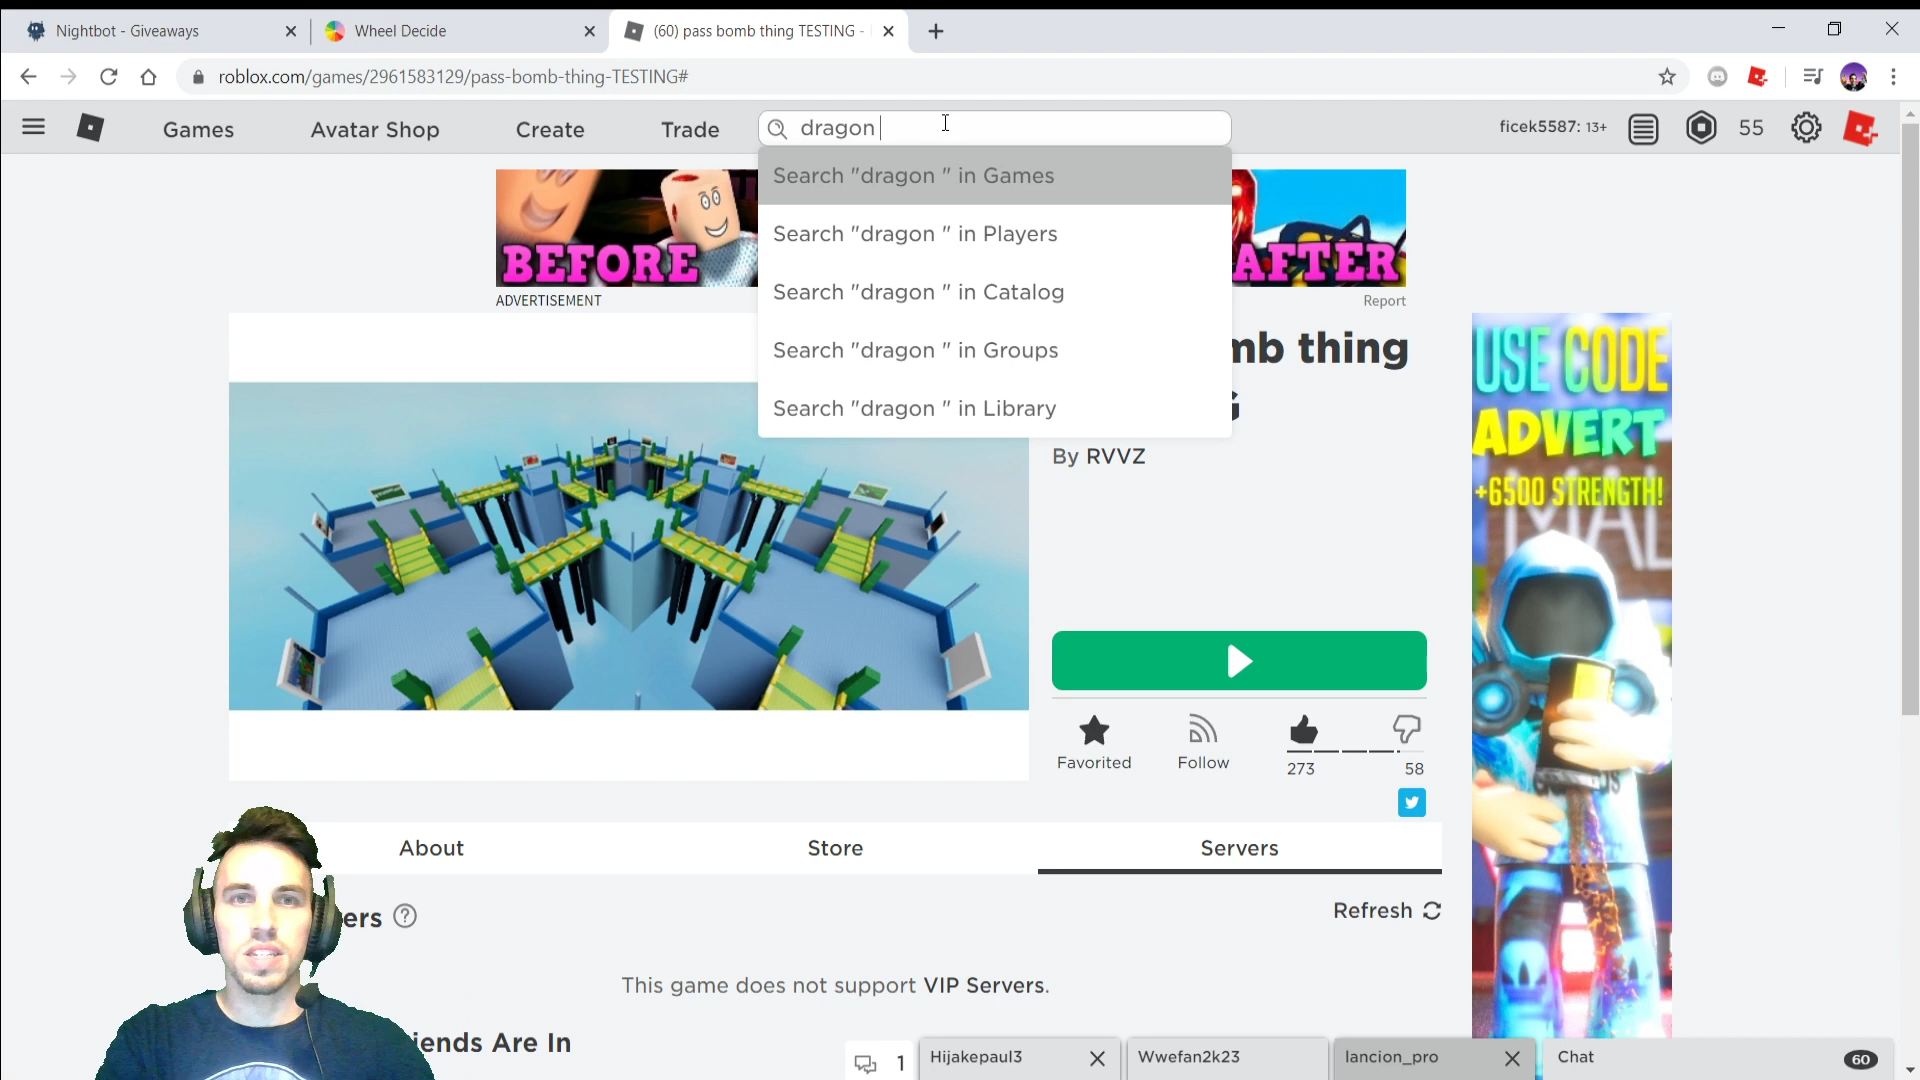 Nightbot - Giveaways
Wheel Decide
(60) pass bomb thing TESTING -
roblox.com/games/2961583129/pass-bomb-thing-TESTING#
Games
Avatar Shop
Create
Trade
dragon
ficek5587: 13+
55
Search "dragon " in Games
Search "dragon " in Players
Search "dragon " in Catalog
Search "dragon " in Groups
Search "dragon " in Library
BEFORE
AFTER
ADVERTISEMENT
Report
mb thing
G
By RVVZ
USE CODE
ADVERT
+6500 STRENGTH!
Favorited
Follow
273
58
About
Store
Servers
ers
Refresh
This game does not support VIP Servers.
iends Are In
1
Hijakepaul3
Wwefan2k23
lancion_pro
Chat
60